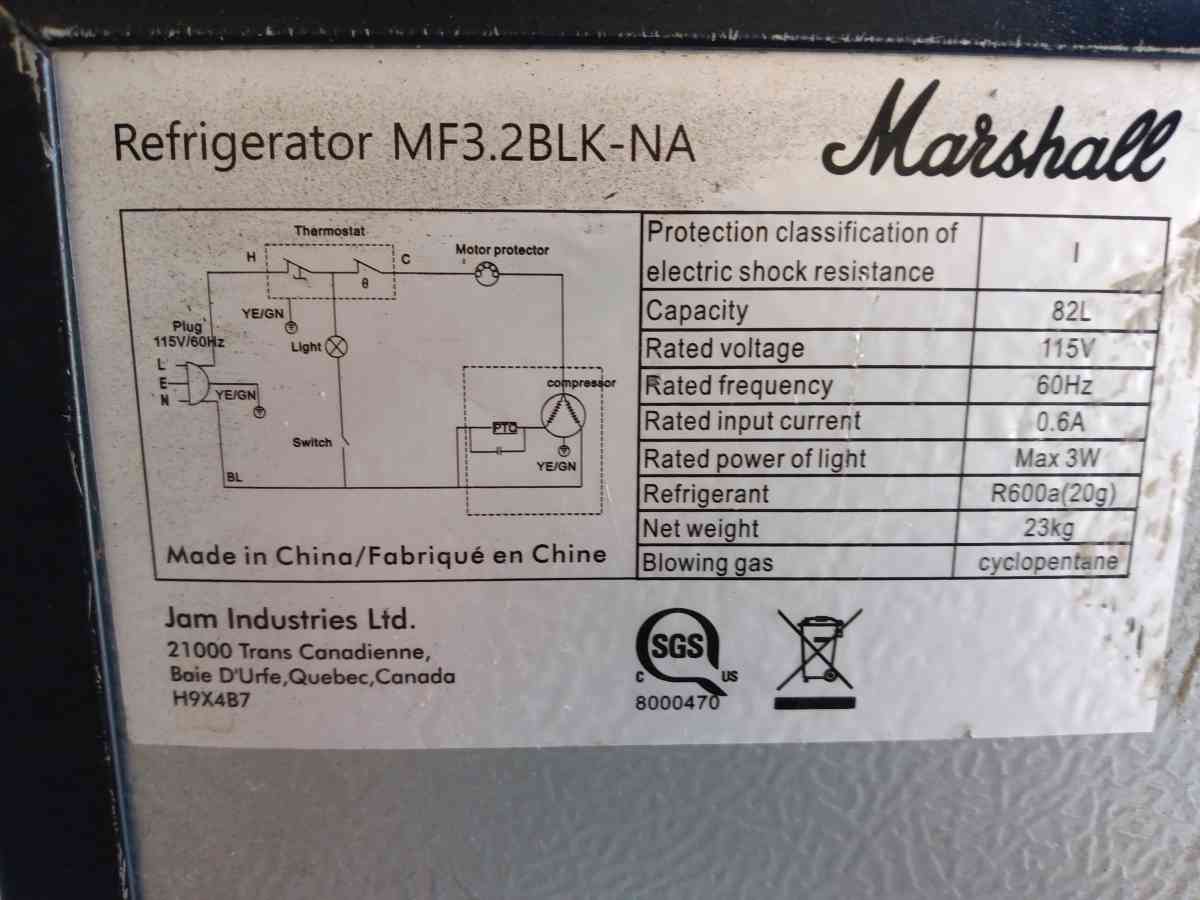 Refrigerator MF3.2BLK-NA
Marshall
Thermostat
H
C
θ
Motor protector
YE/GN
Plug
115V/60Hz
Light
L
E
N
YE/GN
compressor
PTC
Switch
YE/GN
BL
Made in China/Fabriqué en Chine
Protection classification of
electric shock resistance
I
Capacity 82L
Rated voltage 115V
Rated frequency 60Hz
Rated input current 0.6A
Rated power of light Max 3W
Refrigerant R600a(20g)
Net weight 23kg
Blowing gas cyclopentane
Jam Industries Ltd.
21000 Trans Canadienne,
Baie D'Urfe,Quebec,Canada
H9X4B7
SGS
C US
8000470